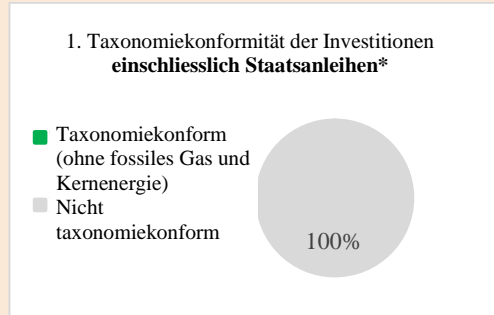 1. Taxonomiekonformität der Investitionen
einschliesslich Staatsanleihen*
Taxonomiekonform
(ohne fossiles Gas und
Kernenergie)
Nicht
taxonomiekonform
100%